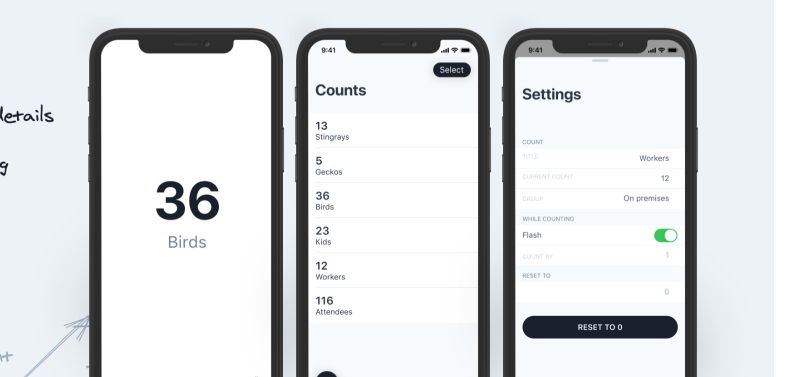 details
36
Birds
9:41
Select
Counts
13
Stingrays
5
Geckos
36
Birds
23
Kids
12
Workers
116
Attendees
9:41
Settings
COUNT
TITLE Workers
CURRENT COUNT 12
GROUP On premises
WHILE COUNTING
Flash
COUNT BY 1
RESET TO
0
RESET TO 0